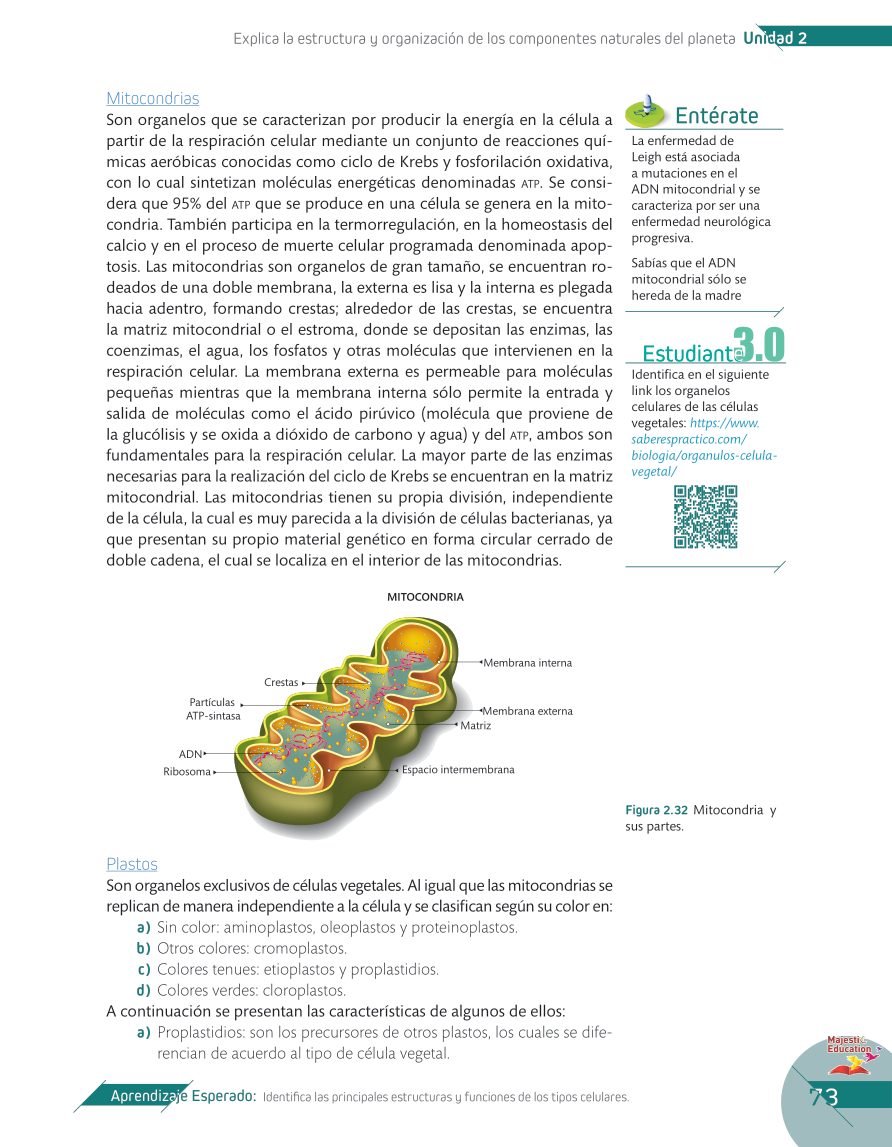 Explica la estructura y organización de los componentes naturales del planeta Unidad 2
Mitocondrias
Son organelos que se caracterizan por producir la energía en la célula a
partir de la respiración celular mediante un conjunto de reacciones quí-
micas aeróbicas conocidas como ciclo de Krebs y fosforilación oxidativa,
con lo cual sintetizan moléculas energéticas denominadas ATP. Se consi-
dera que 95% del ATP que se produce en una célula se genera en la mito-
condria. También participa en la termorregulación, en la homeostasis del
calcio y en el proceso de muerte celular programada denominada apop-
tosis. Las mitocondrias son organelos de gran tamaño, se encuentran ro-
deados de una doble membrana, la externa es lisa y la interna es plegada
hacia adentro, formando crestas; alrededor de las crestas, se encuentra
la matriz mitocondrial o el estroma, donde se depositan las enzimas, las
coenzimas, el agua, los fosfatos y otras moléculas que intervienen en la
respiración celular. La membrana externa es permeable para moléculas
pequeñas mientras que la membrana interna sólo permite la entrada y
salida de moléculas como el ácido pirúvico (molécula que proviene de
la glucólisis y se oxida a dióxido de carbono y agua) y del ATP, ambos son
fundamentales para la respiración celular. La mayor parte de las enzimas
necesarias para la realización del ciclo de Krebs se encuentran en la matriz
mitocondrial. Las mitocondrias tienen su propia división, independiente
de la célula, la cual es muy parecida a la división de células bacterianas, ya
que presentan su propio material genético en forma circular cerrado de
doble cadena, el cual se localiza en el interior de las mitocondrias.
Entérate
La enfermedad de
Leigh está asociada
a mutaciones en el
ADN mitocondrial y se
caracteriza por ser una
enfermedad neurológica
progresiva.
Sabías que el ADN
mitocondrial sólo se
hereda de la madre
Estudiante 3.0
Identifica en el siguiente
link los organelos
celulares de las células
vegetales: https://www.
saberespractico.com/
biologia/organulos-celula-
vegetal/
MITOCONDRIA
Membrana interna
Crestas
Partículas
ATP-sintasa
Membrana externa
Matriz
ADN
Ribosoma
Espacio intermembrana
Figura 2.32 Mitocondria y
sus partes.
Plastos
Son organelos exclusivos de células vegetales. Al igual que las mitocondrias se
replican de manera independiente a la célula y se clasifican según su color en:
a) Sin color: aminoplastos, oleoplastos y proteinoplastos.
b) Otros colores: cromoplastos.
c) Colores tenues: etioplastos y proplastidios.
d) Colores verdes: cloroplastos.
A continuación se presentan las características de algunos de ellos:
a) Proplastidios: son los precursores de otros plastos, los cuales se dife-
rencian de acuerdo al tipo de célula vegetal.
Majestic
Education
Aprendizaje Esperado: Identifica las principales estructuras y funciones de los tipos celulares.
73